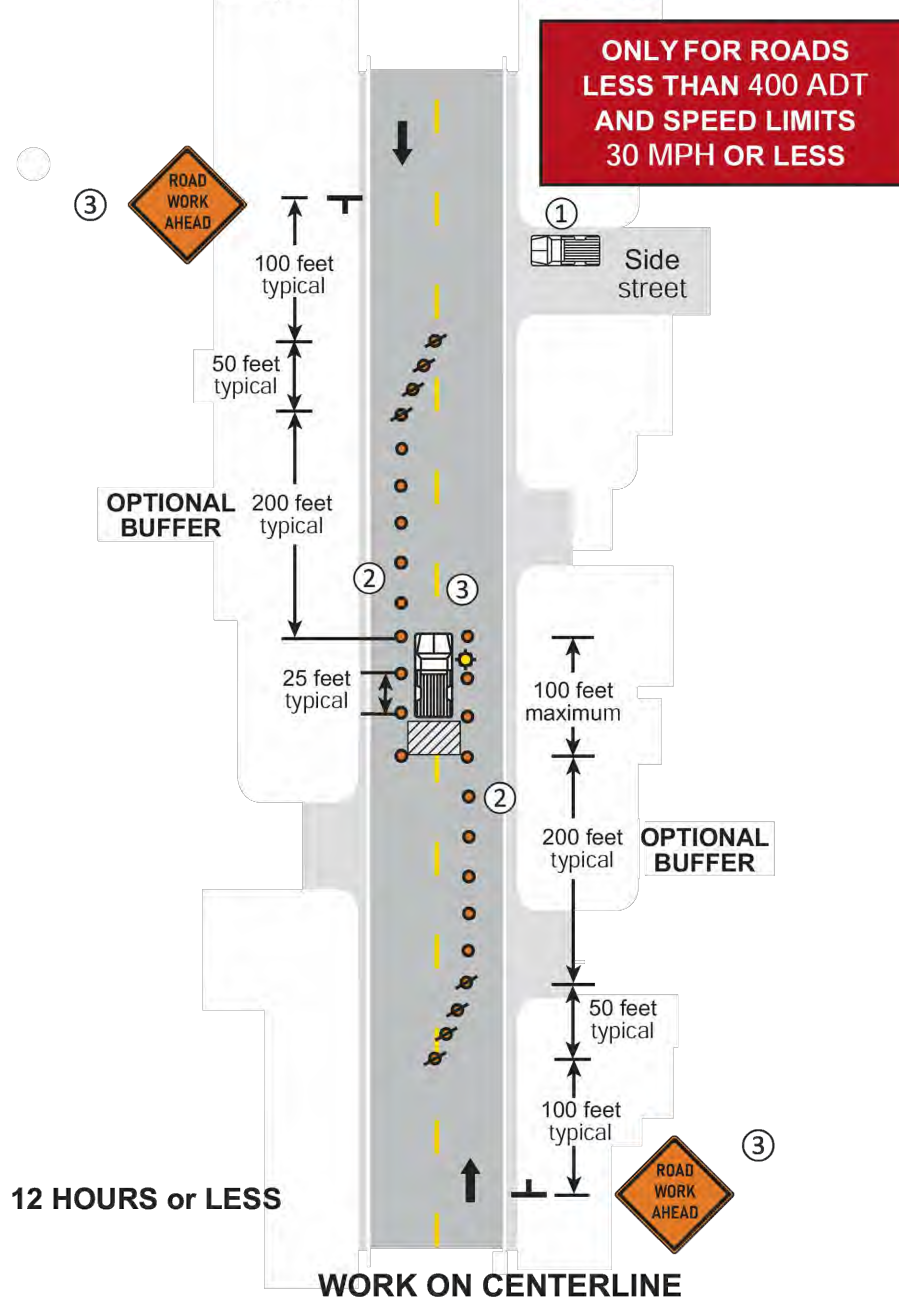 ONLY FOR ROADS
LESS THAN 400 ADT
AND SPEED LIMITS
30 MPH OR LESS
③
ROAD
WORK
AHEAD
①
Side
street
100 feet
typical
50 feet
typical
OPTIONAL
BUFFER
200 feet
typical
②
③
25 feet
typical
100 feet
maximum
②
200 feet
typical
OPTIONAL
BUFFER
50 feet
typical
100 feet
typical
③
ROAD
WORK
AHEAD
12 HOURS or LESS
WORK ON CENTERLINE